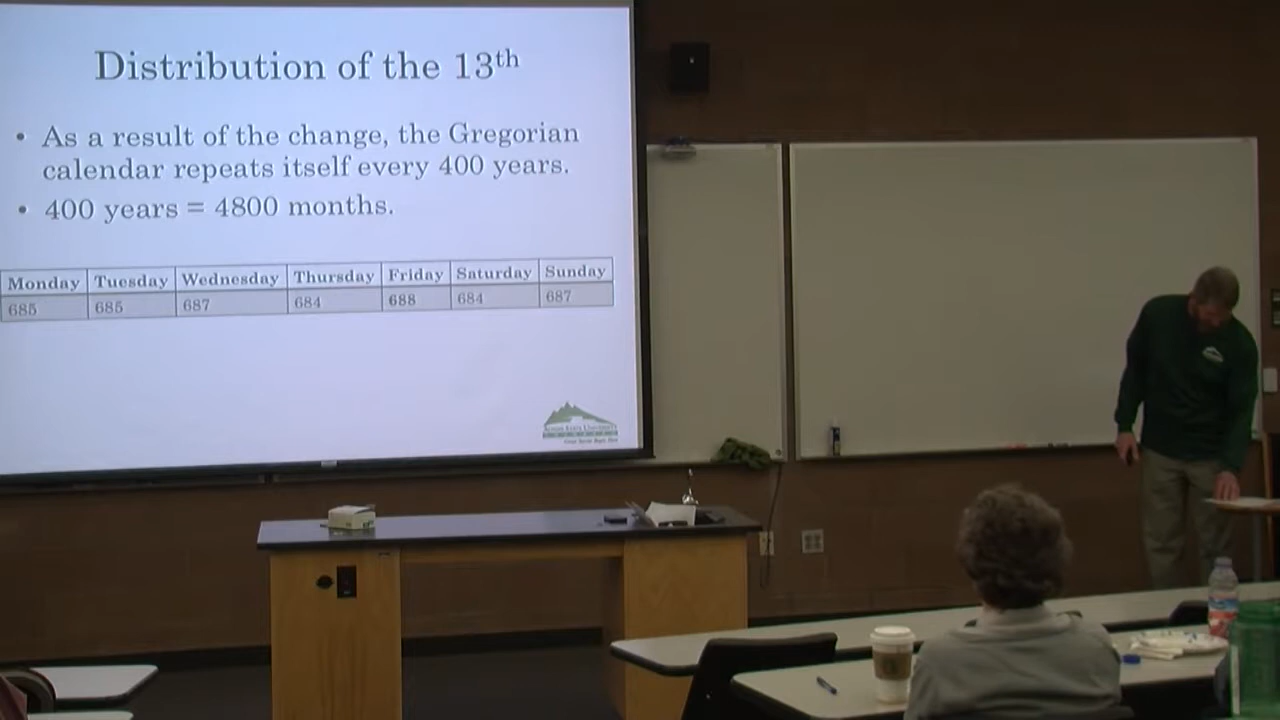 Distribution of the 13th
• As a result of the change, the Gregorian
calendar repeats itself every 400 years.
• 400 years = 4800 months.
Monday Tuesday Wednesday Thursday Friday Saturday Sunday
685 685 687 684 688 684 687